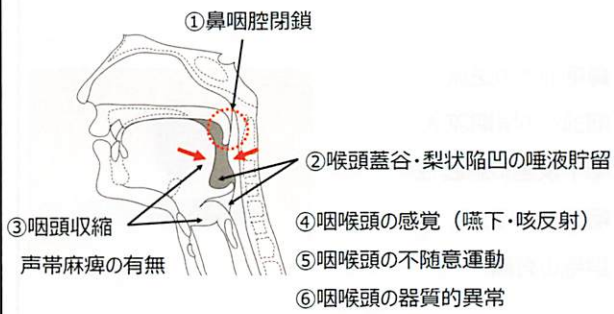 ①鼻咽腔閉鎖
②喉頭蓋谷・梨状陥凹の唾液貯留
③咽頭収縮
声帯麻痺の有無
④咽喉頭の感覚（嚥下・咳反射）
⑤咽喉頭の不随意運動
⑥咽喉頭の器質的異常